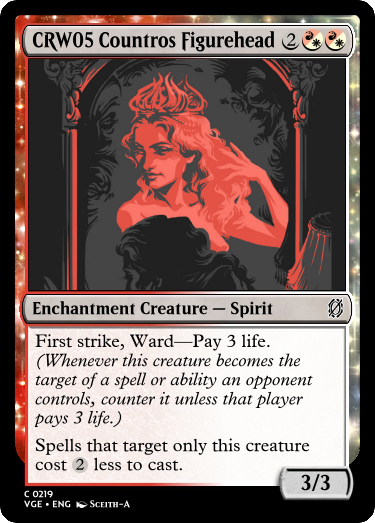 CRW05 Countros Figurehead 2
Enchantment Creature — Spirit
First strike, Ward—Pay 3 life.
(Whenever this creature becomes the
target of a spell or ability an opponent
controls, counter it unless that player
pays 3 life.)
Spells that target only this creature
cost 2 less to cast.
3/3
C 0219
VGE • ENG Sceith-A